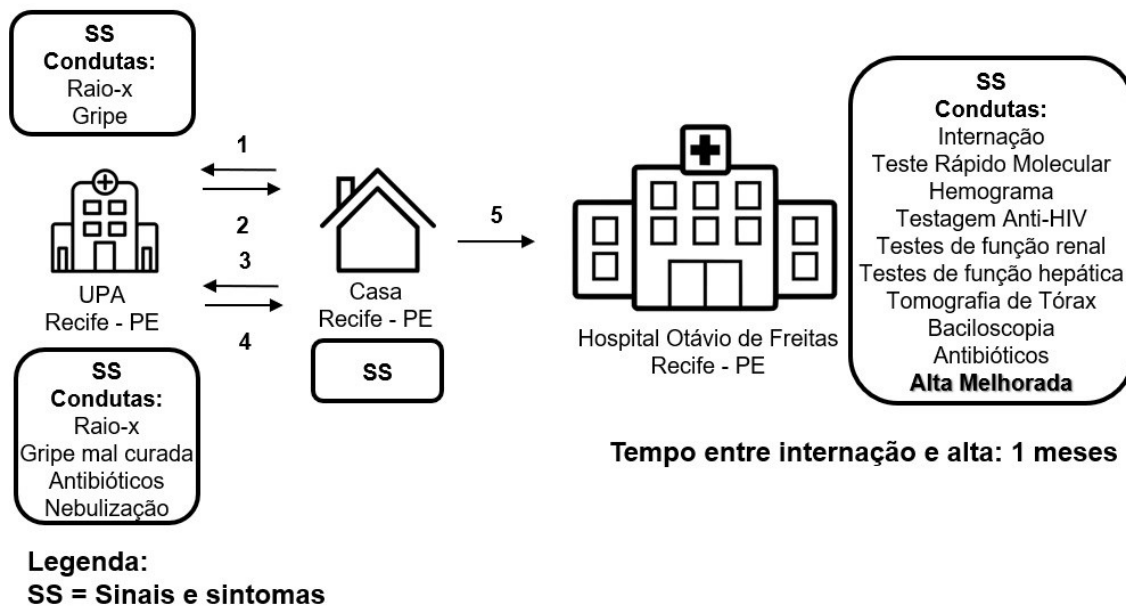 SS
Condutas:
Raio-x
Gripe
1
2
3
4
UPA
Recife - PE
SS
Condutas:
Raio-x
Gripe mal curada
Antibióticos
Nebulização
Casa
Recife - PE
SS
5
Hospital Otávio de Freitas
Recife - PE
SS
Condutas:
Internação
Teste Rápido Molecular
Hemograma
Testagem Anti-HIV
Testes de função renal
Testes de função hepática
Tomografia de Tórax
Baciloscopia
Antibióticos
Alta Melhorada
Tempo entre internação e alta: 1 meses
Legenda:
SS = Sinais e sintomas